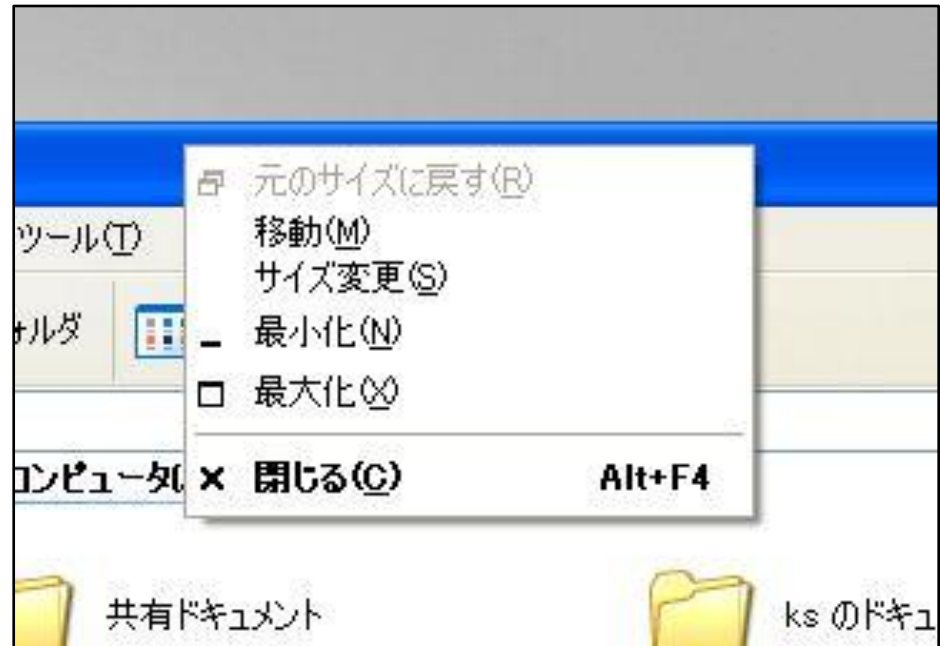 元のサイズに戻す(R)
ツール(T)
移動(M)
サイズ変更(S)
ォルダ
最小化(N)
最大化(X)
コンピュータ(
閉じる(C) Alt+F4
共有ドキュメント
ks のドキュ